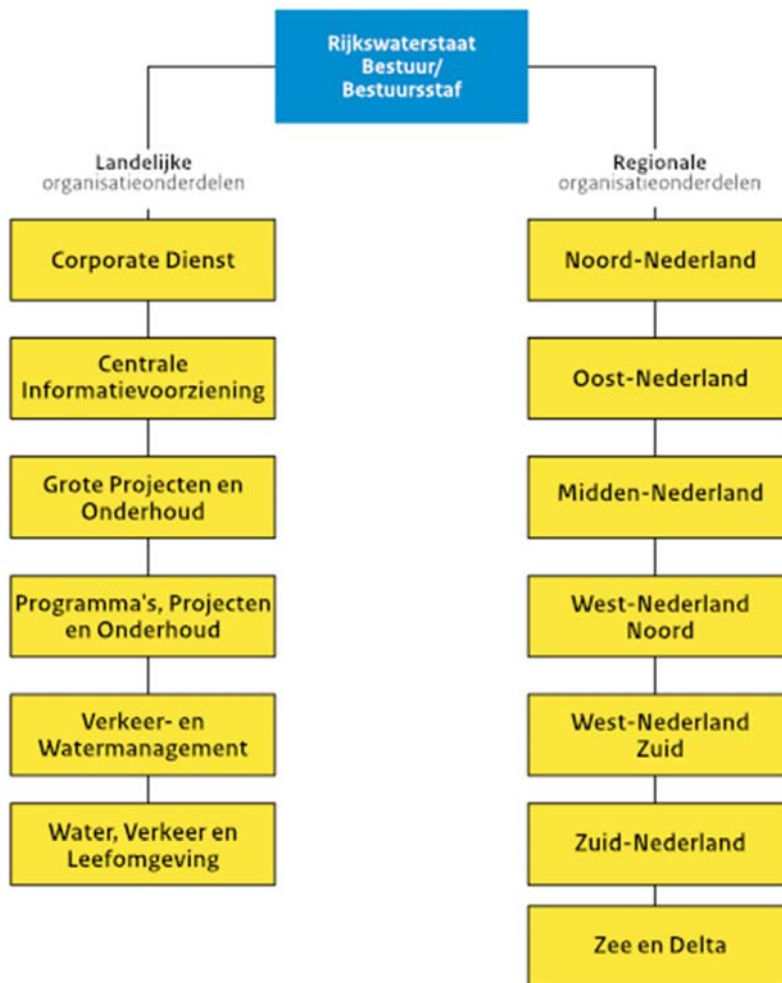 Rijkswaterstaat
Bestuur/
Bestuursstaf
Landelijke
organisatieonderdelen
Corporate Dienst
Centrale
Informatievoorziening
Grote Projecten en
Onderhoud
Programma's, Projecten
en Onderhoud
Verkeer- en
Watermanagement
Water, Verkeer en
Leefomgeving
Regionale
organisatieonderdelen
Noord-Nederland
Oost-Nederland
Midden-Nederland
West-Nederland
Noord
West-Nederland
Zuid
Zuid-Nederland
Zee en Delta